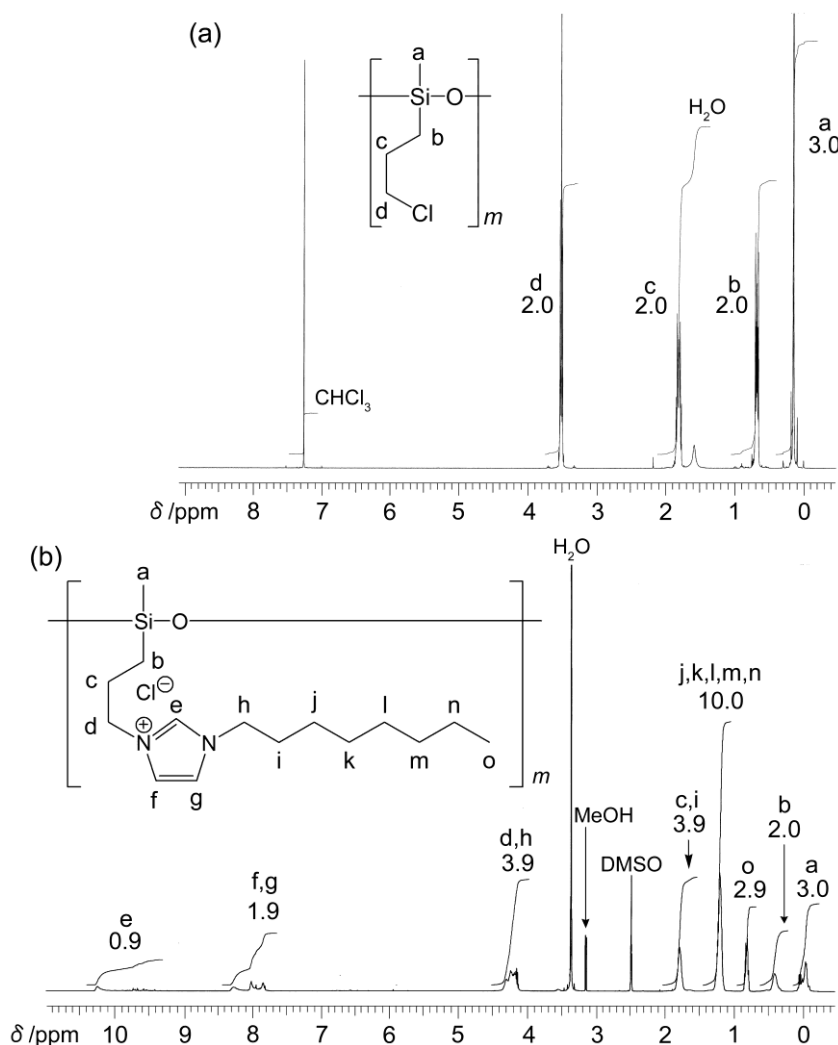 (a)
a
Si
O
c
b
d
Cl
m
H₂O
a
3.0
d
2.0
c
2.0
b
2.0
CHCl₃
δ /ppm
8
7
6
5
4
3
2
1
0
(b)
H₂O
a
Si
O
b
c
Cl⊖
d
e
h
j
l
n
⊕
N
N
i
k
m
o
f
g
m
j,k,l,m,n
10.0
MeOH
c,i
3.9
b
2.0
d,h
3.9
DMSO
o
2.9
a
3.0
f,g
1.9
e
0.9
δ /ppm
10
9
8
7
6
5
4
3
2
1
0